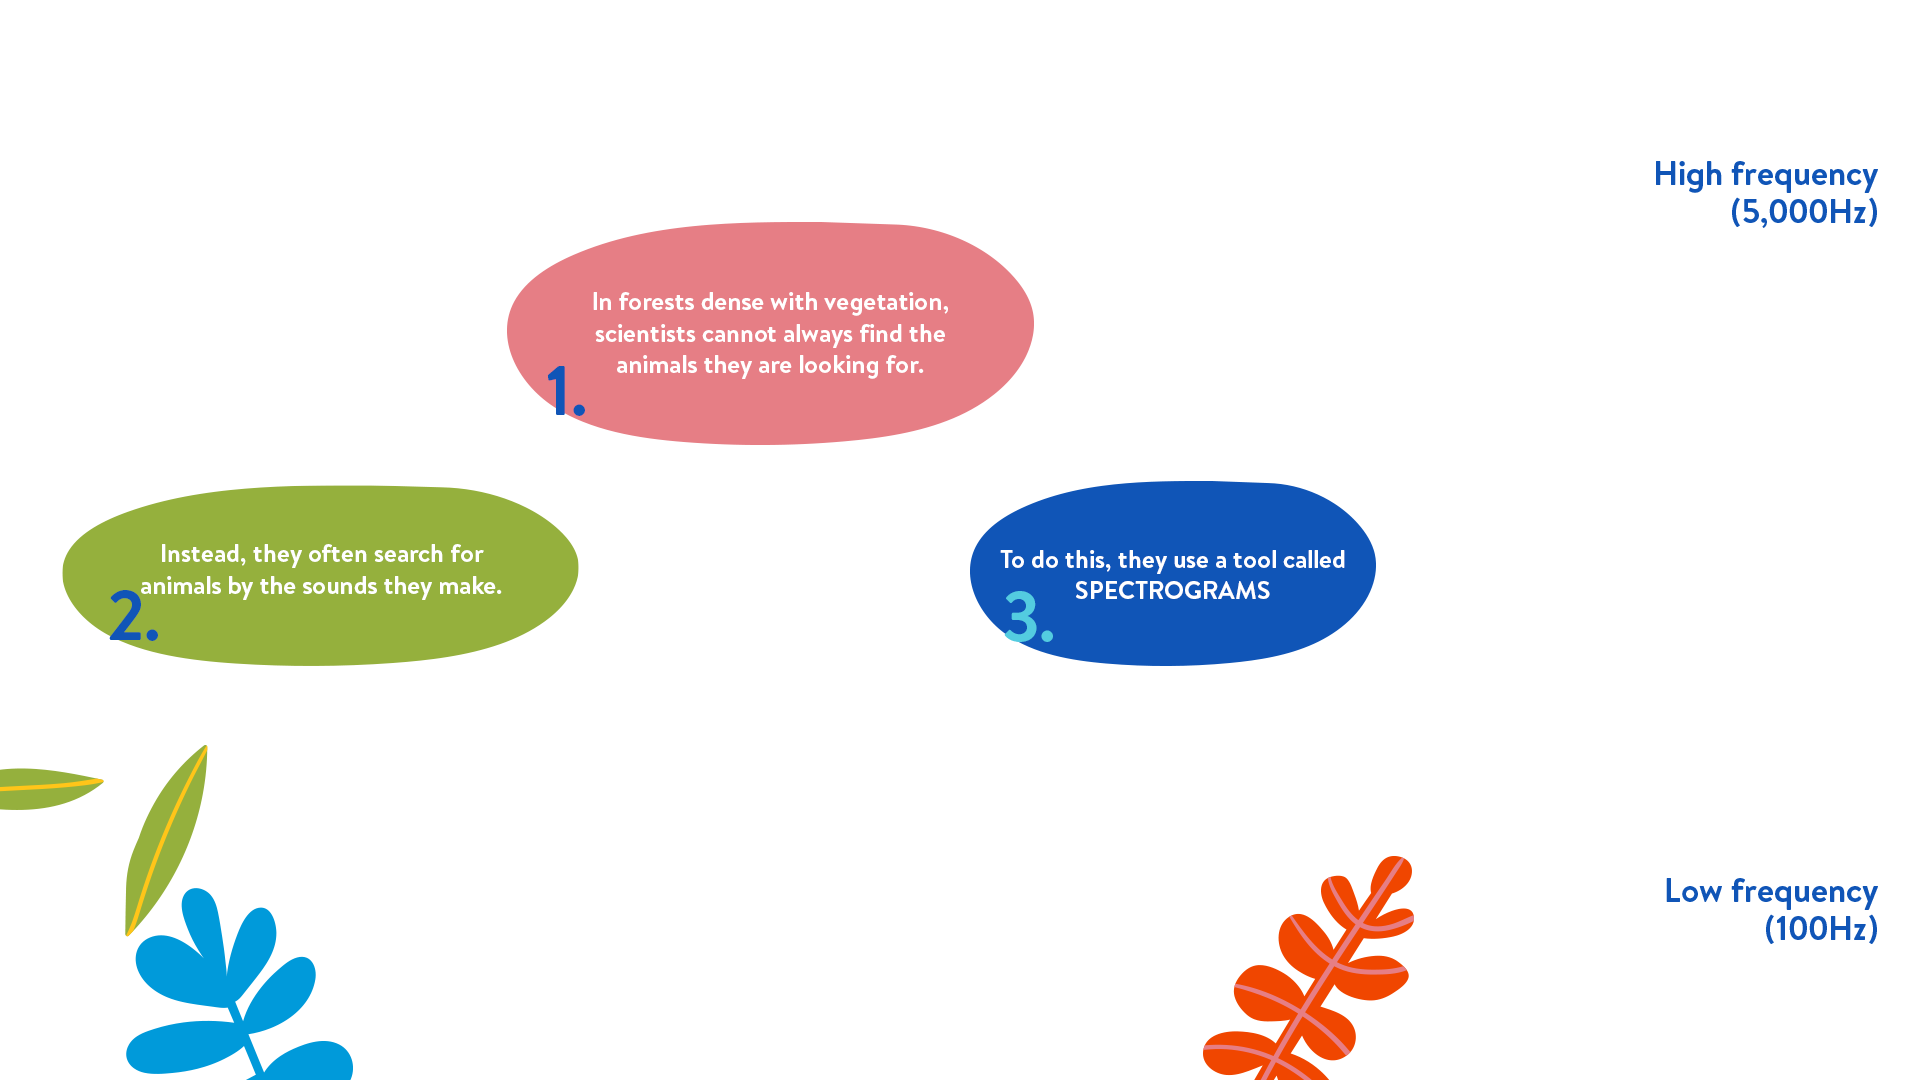 High frequency
(5,000Hz)
In forests dense with vegetation,
scientists cannot always find the
animals they are looking for.
1.
Instead, they often search for
animals by the sounds they make.
2.
To do this, they use a tool called
SPECTROGRAMS
3.
Low frequency
(100Hz)